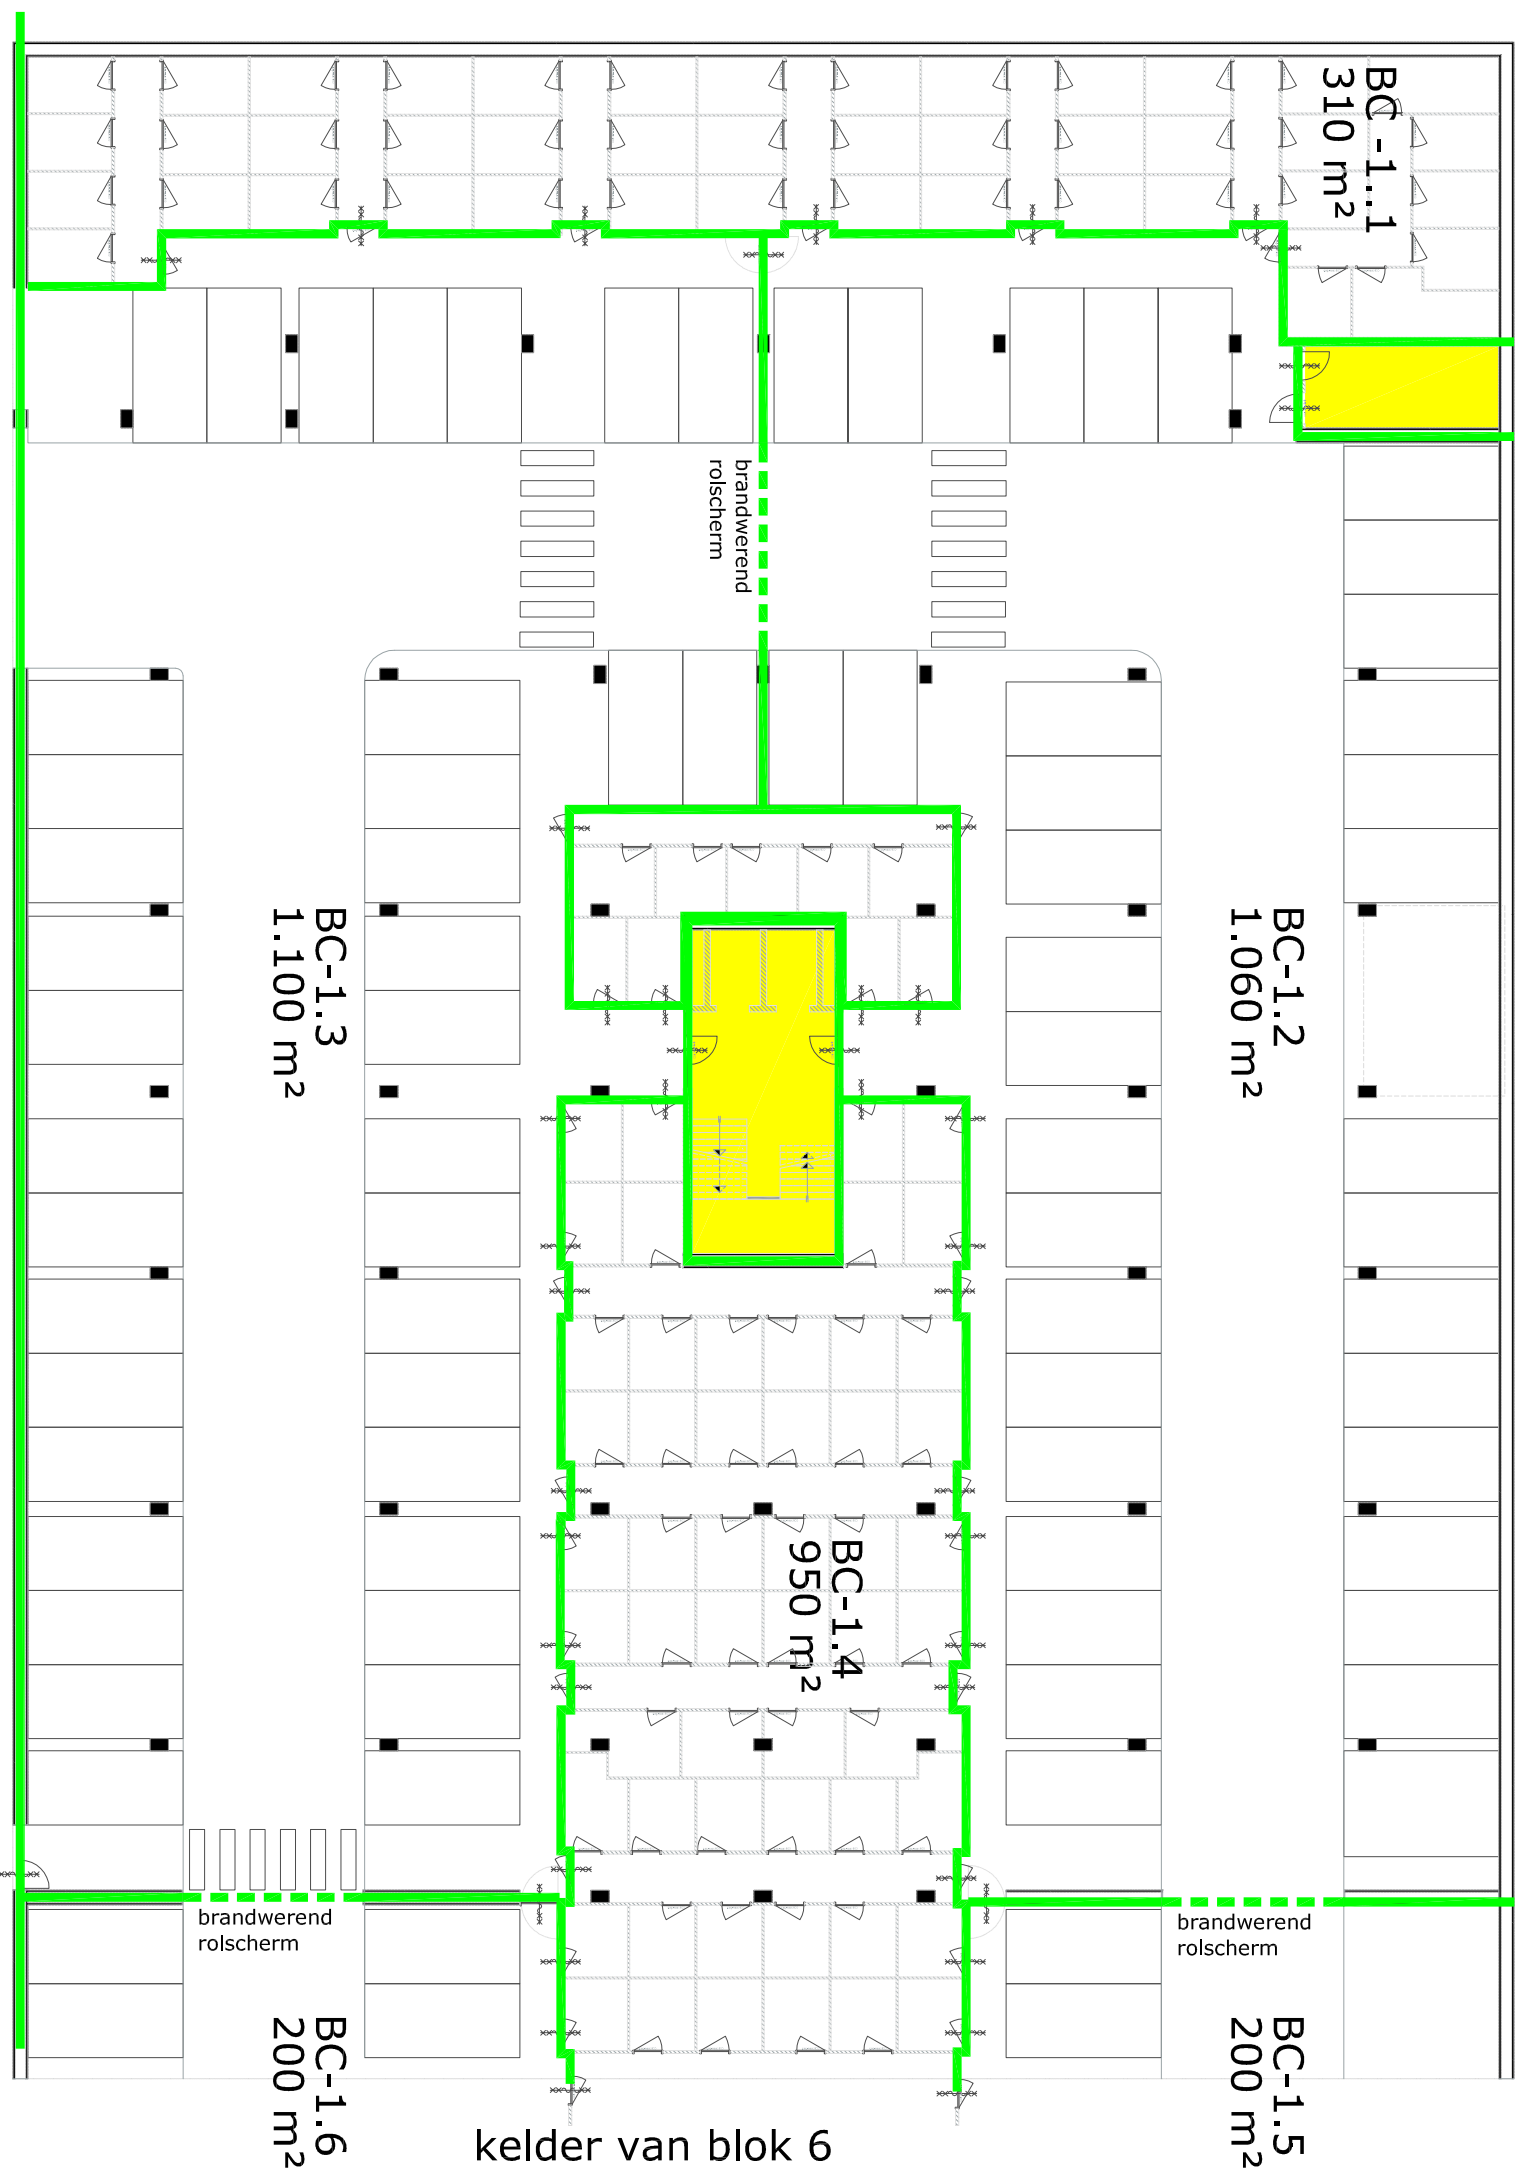 BC -1..1
310 m²
brandwerend
rolscherm
BC-1.3
1.100 m²
BC-1.2
1.060 m²
BC-1.4
950 m²
brandwerend
rolscherm
brandwerend
rolscherm
BC-1.6
200 m²
BC-1.5
200 m²
kelder van blok 6